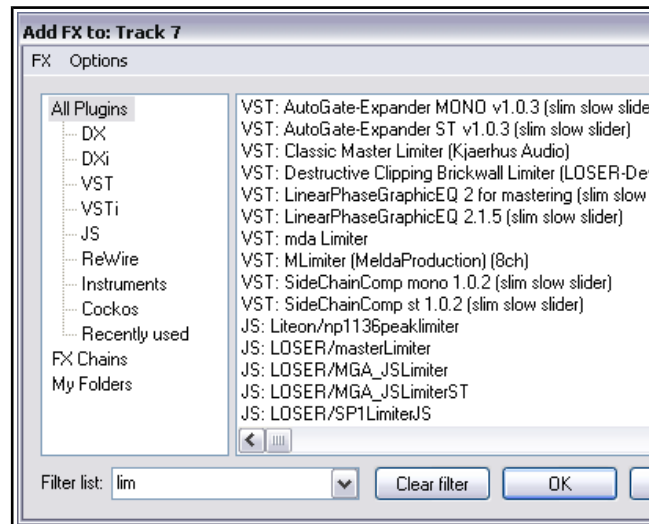 Add FX to: Track 7
FX Options
All Plugins
DX
DXi
VST
VSTi
JS
ReWire
Instruments
Cockos
Recently used
FX Chains
My Folders
VST: AutoGate-Expander MONO v1.0.3 (slim slow slide
VST: AutoGate-Expander ST v1.0.3 (slim slow slider)
VST: Classic Master Limiter (Kjaerhus Audio)
VST: Destructive Clipping Brickwall Limiter (LOSER-De
VST: LinearPhaseGraphicEQ 2 for mastering (slim slow
VST: LinearPhaseGraphicEQ 2.1.5 (slim slow slider)
VST: mda Limiter
VST: MLimiter (MeldaProduction) (8ch)
VST: SideChainComp mono 1.0.2 (slim slow slider)
VST: SideChainComp st 1.0.2 (slim slow slider)
JS: Liteon/np1136peaklimiter
JS: LOSER/masterLimiter
JS: LOSER/MGA_JSLimiter
JS: LOSER/MGA_JSLimiterST
JS: LOSER/SP1LimiterJS
Filter list: lim
Clear filter
OK